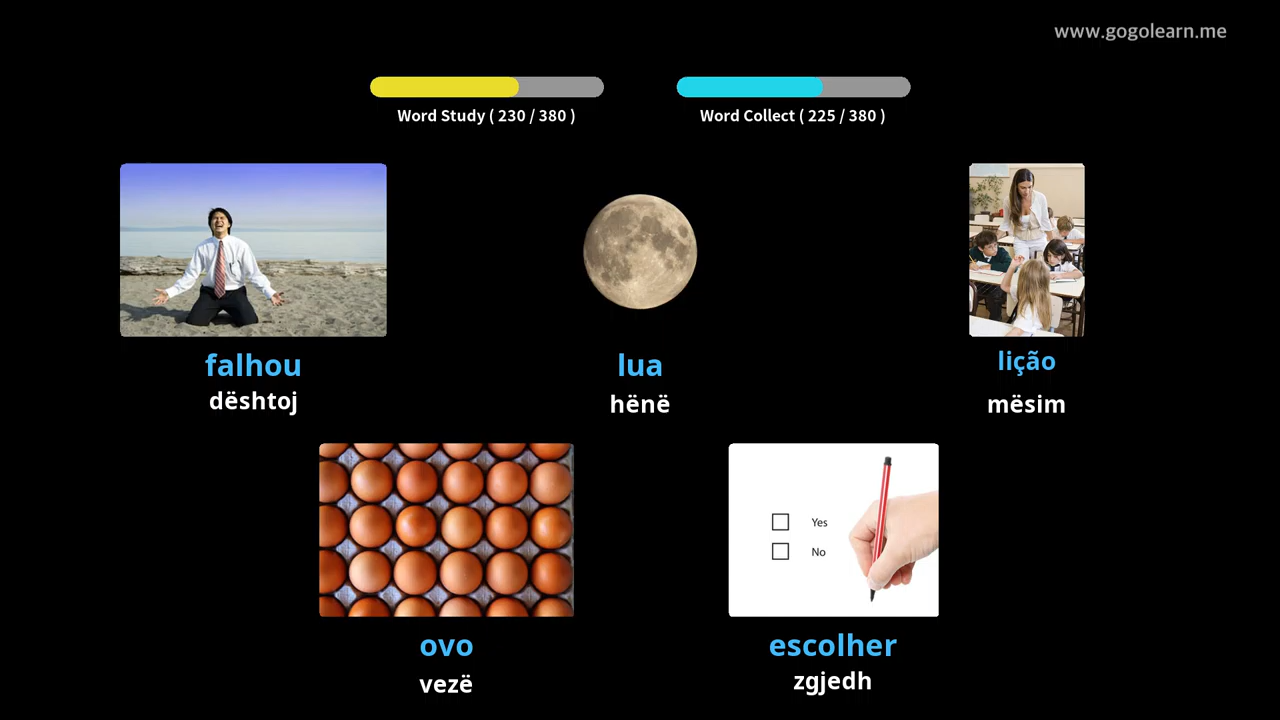 www.gogolearn.me
Word Study ( 230 / 380 )
Word Collect ( 225 / 380 )
falhou
dështoj
lua
hënë
lição
mësim
Yes
No
ovo
vezë
escolher
zgjedh